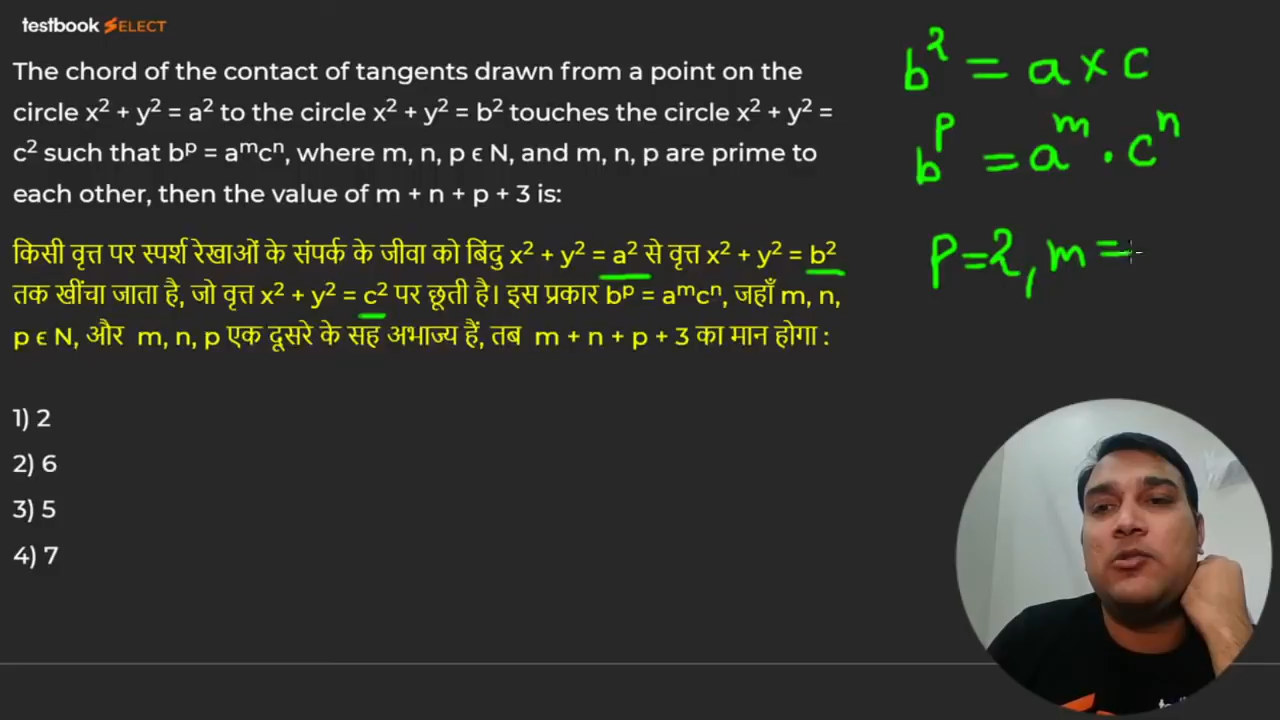 testbook SELECT
The chord of the contact of tangents drawn from a point on the
circle x² + y² = a² to the circle x² + y² = b² touches the circle x² + y² =
c² such that bᵖ = aᵐcⁿ, where m, n, p ϵ N, and m, n, p are prime to
each other, then the value of m + n + p + 3 is:
किसी वृत्त पर स्पर्श रेखाओं के संपर्क के जीवा को बिंदु x² + y² = a² से वृत्त x² + y² = b²
तक खींचा जाता है, जो वृत्त x² + y² = c² पर छूती है। इस प्रकार bᵖ = aᵐcⁿ, जहाँ m, n,
p ϵ N, और m, n, p एक दूसरे के सह अभाज्य हैं, तब m + n + p + 3 का मान होगा :
1) 2
2) 6
3) 5
4) 7
b² = a × c
bᵖ = aᵐ · cⁿ
P = 2, m =